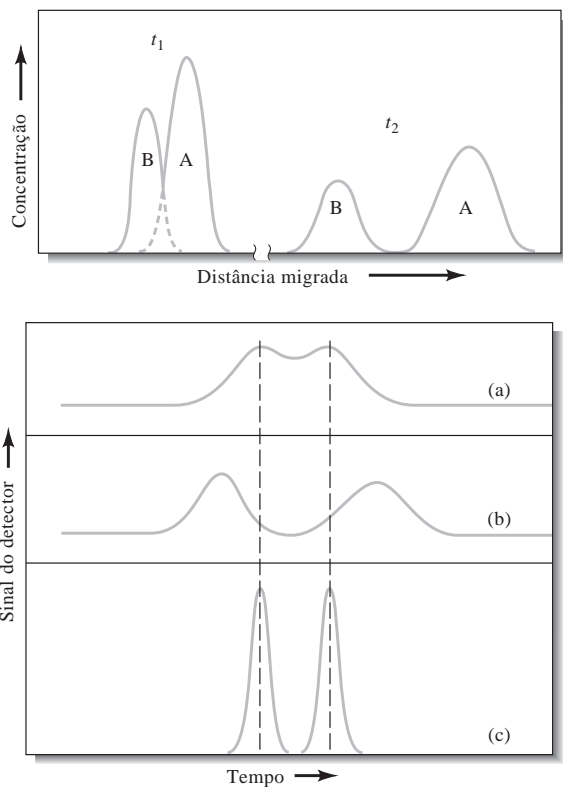 t₁
t₂
B A
B A
Concentração
Distância migrada
(a)
(b)
(c)
Sinal do detector
Tempo